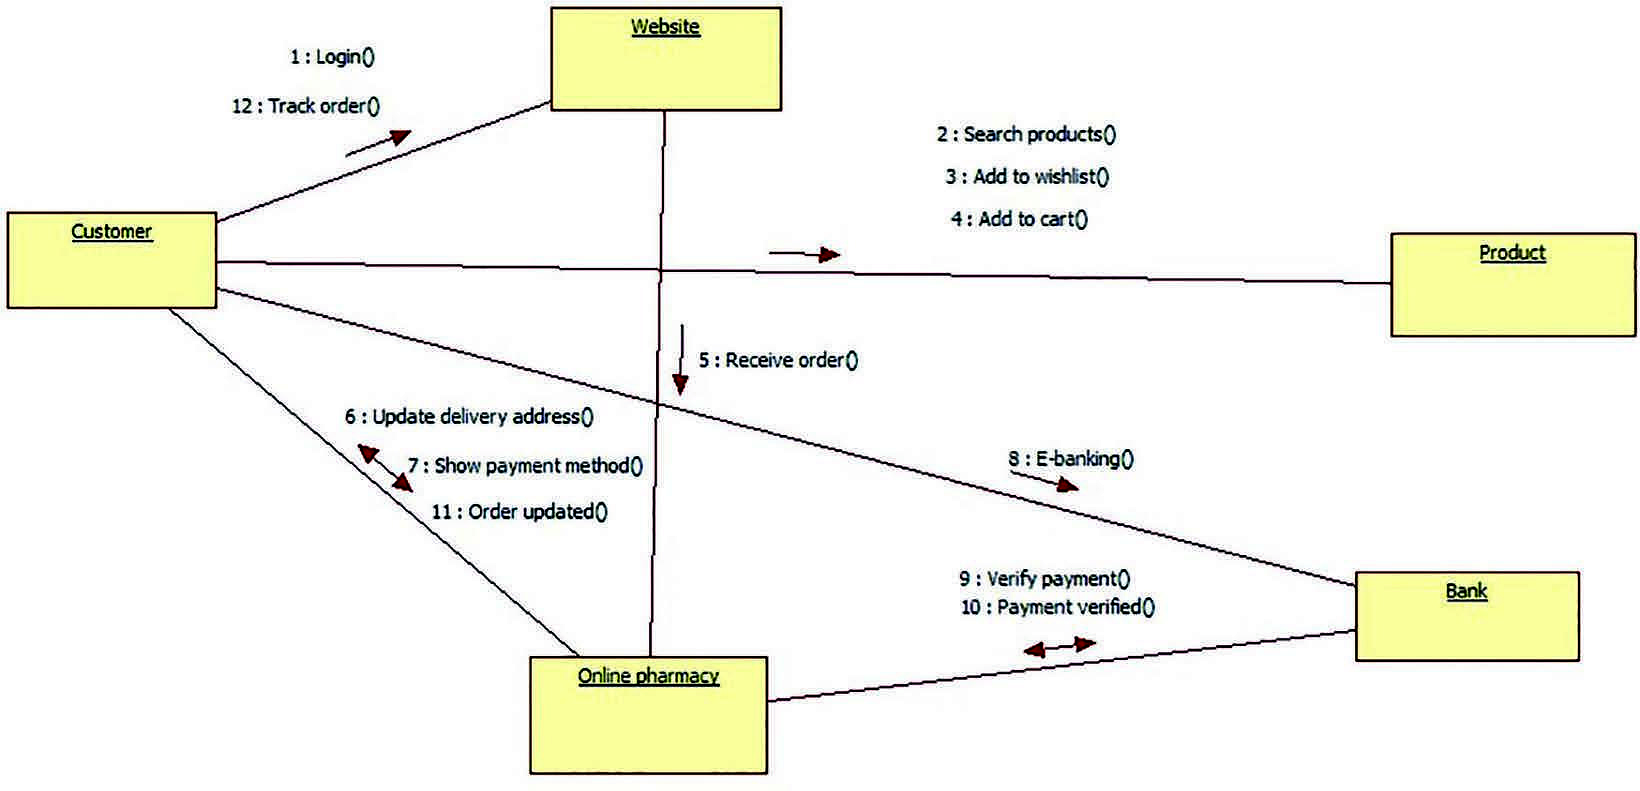 Website
1 : Login()
12 : Track order()
2 : Search products()
3 : Add to wishlist()
4 : Add to cart()
Customer
Product
5 : Receive order()
6 : Update delivery address()
7 : Show payment method()
11 : Order updated()
8 : E-banking()
9 : Verify payment()
10 : Payment verified()
Bank
Online pharmacy